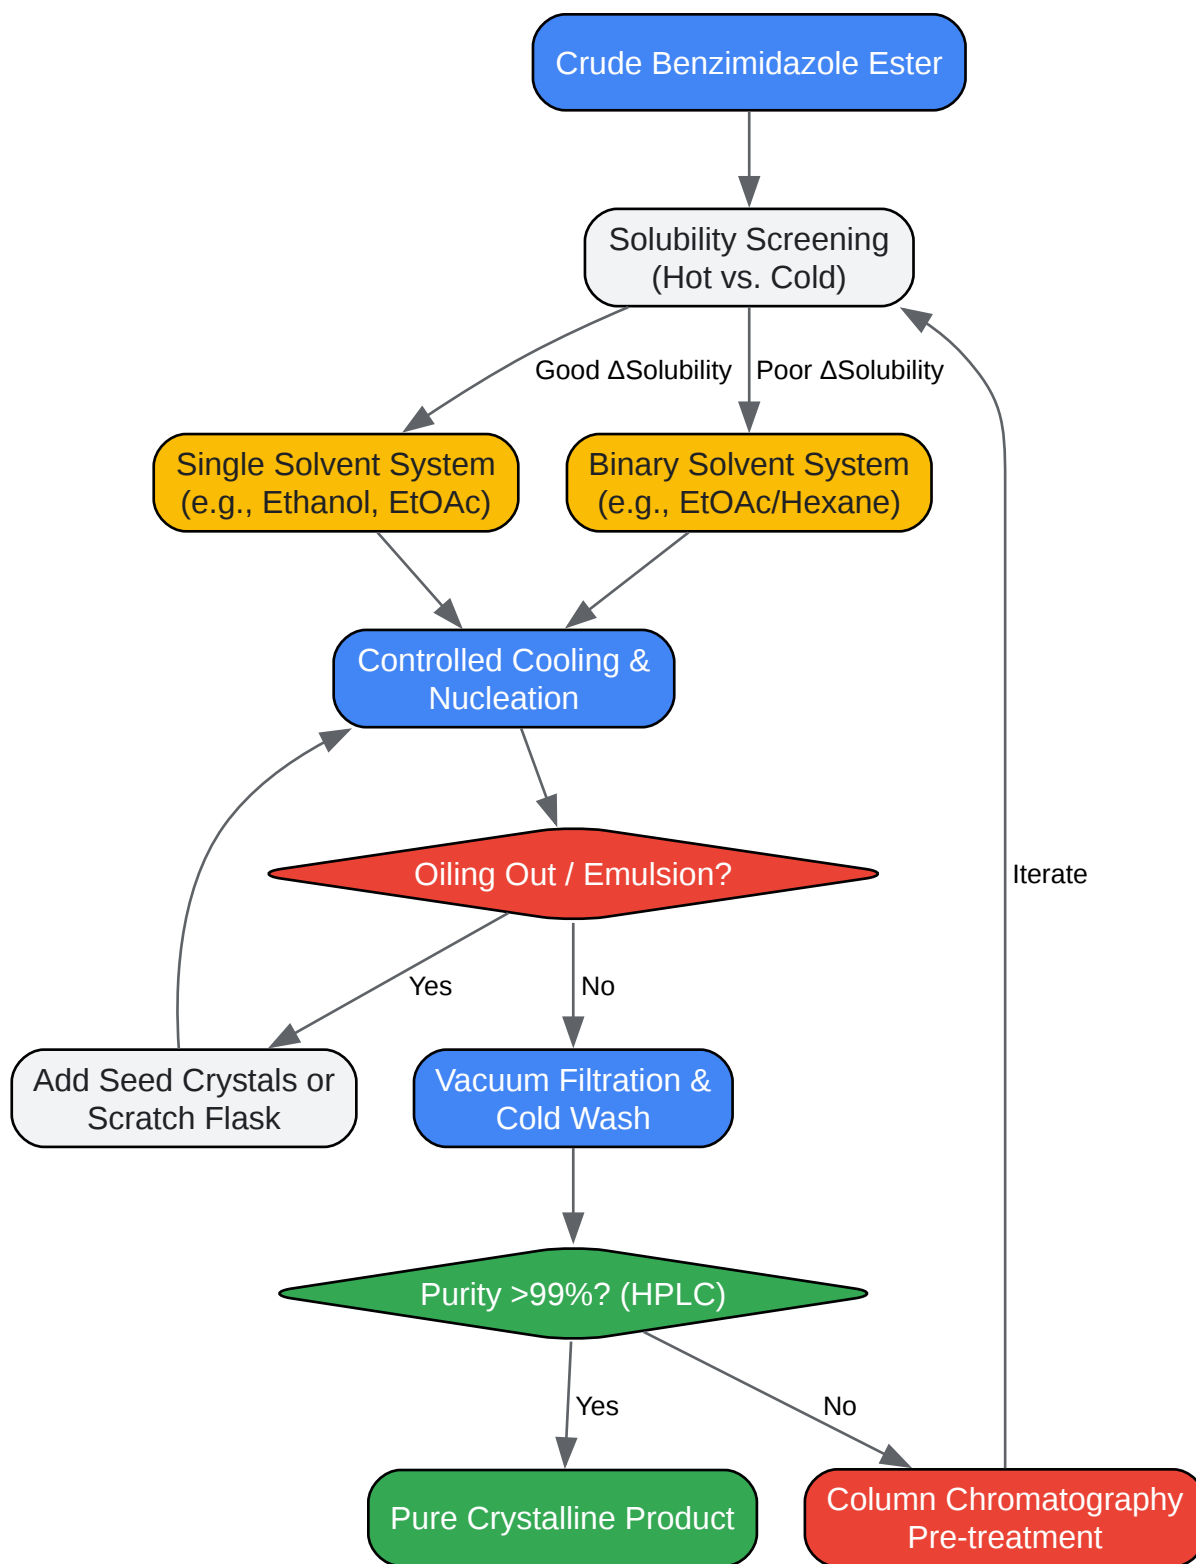 Crude Benzimidazole Ester
Solubility Screening
(Hot vs. Cold)
Good ΔSolubility
Poor ΔSolubility
Single Solvent System
(e.g., Ethanol, EtOAc)
Binary Solvent System
(e.g., EtOAc/Hexane)
Controlled Cooling &
Nucleation
Oiling Out / Emulsion?
Iterate
Yes
No
Add Seed Crystals or
Scratch Flask
Vacuum Filtration &
Cold Wash
Purity >99%? (HPLC)
Yes
No
Pure Crystalline Product
Column Chromatography
Pre-treatment